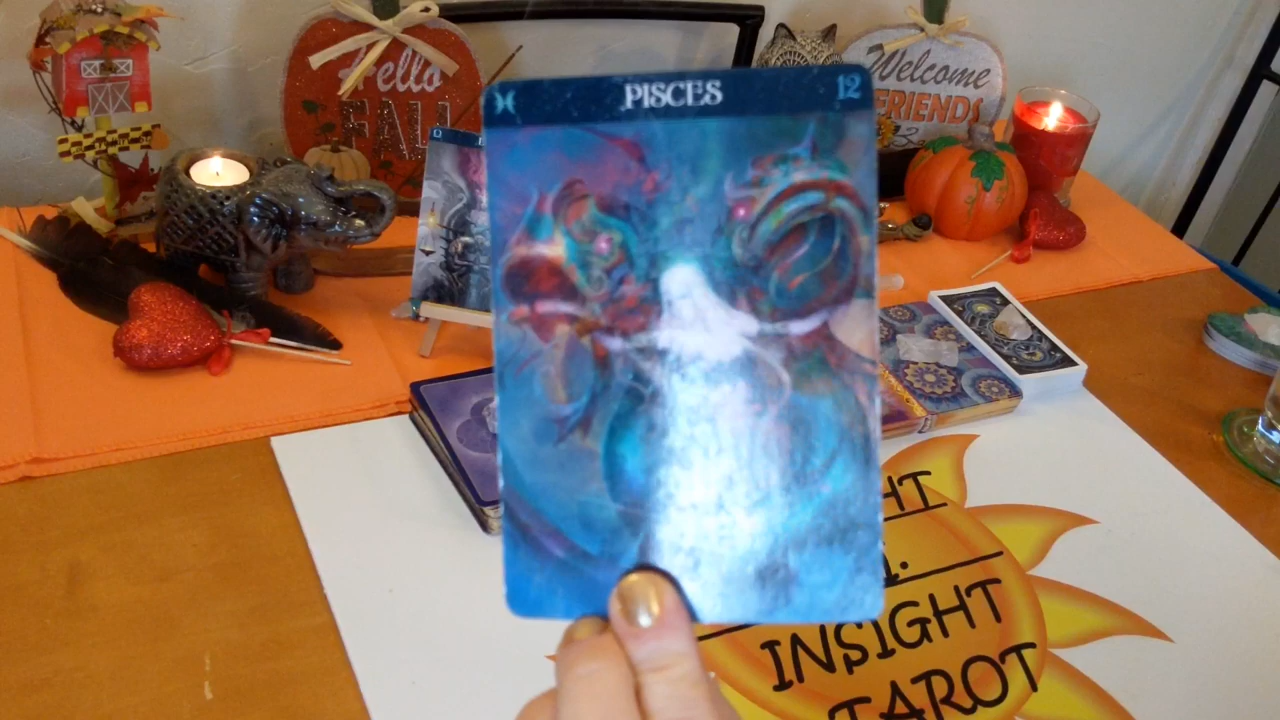 Hello
FALL
Welcome
FRIENDS
PISCES
12
INSIGHT
TAROT